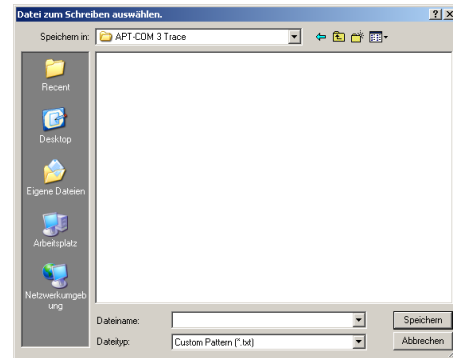 Datei zum Schreiben auswählen.
Speichern in: APT-COM 3 Trace
Recent
Desktop
Eigene Dateien
Arbeitsplatz
Netzwerkumgeb
ung
Dateiname: Speichern
Dateityp: Custom Pattern (*.txt) Abbrechen